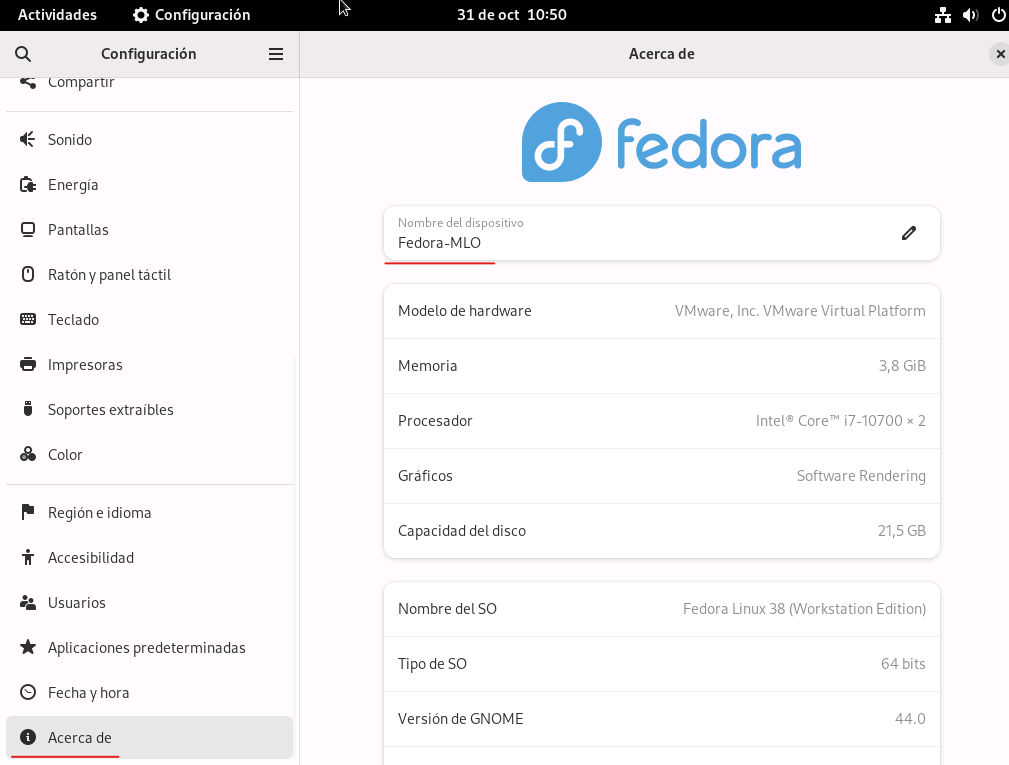 Actividades Configuración 31 de oct 10:50
Configuración Acerca de
Compartir
Sonido
Energía
Pantallas
Ratón y panel táctil
Teclado
Impresoras
Soportes extraíbles
Color
Región e idioma
Accesibilidad
Usuarios
Aplicaciones predeterminadas
Fecha y hora
Acerca de
fedora
Nombre del dispositivo
Fedora-MLO
Modelo de hardware VMware, Inc. VMware Virtual Platform
Memoria 3,8 GiB
Procesador Intel® Core™ i7-10700 × 2
Gráficos Software Rendering
Capacidad del disco 21,5 GB
Nombre del SO Fedora Linux 38 (Workstation Edition)
Tipo de SO 64 bits
Versión de GNOME 44.0